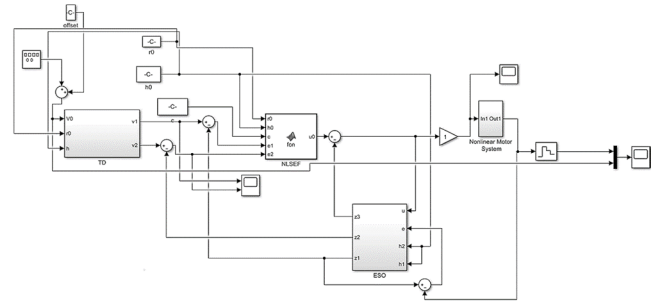 -C-
offset
-C-
r0
-C-
h0
-C-
c
V0
r0
h
v1
v2
TD
r0
h0
c
e1
e2
fcn
u0
NLSEF
1
In1 Out1
Nonlinear Motor
System
z3
z2
z1
u
e
h2
h1
ESO